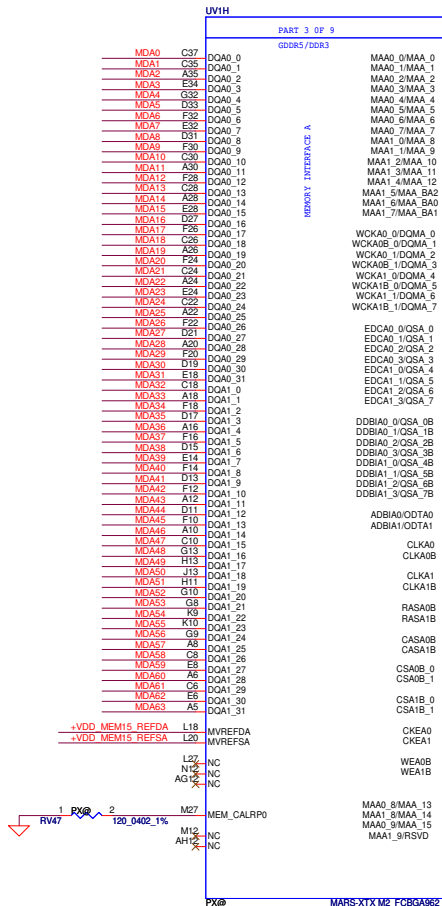 UV1H
PART 3 OF 9
GDDR5/DDR3
MEMORY INTERFACE A
MDA0 C37 DQA0_0 MAA0_0/MAA_0
MDA1 C35 DQA0_1 MAA0_1/MAA_1
MDA2 A35 DQA0_2 MAA0_2/MAA_2
MDA3 E34 DQA0_3 MAA0_3/MAA_3
MDA4 G32 DQA0_4 MAA0_4/MAA_4
MDA5 D33 DQA0_5 MAA0_5/MAA_5
MDA6 F32 DQA0_6 MAA0_6/MAA_6
MDA7 E32 DQA0_7 MAA0_7/MAA_7
MDA8 D31 DQA0_8 MAA1_0/MAA_8
MDA9 F30 DQA0_9 MAA1_1/MAA_9
MDA10 C30 DQA0_10 MAA1_2/MAA_10
MDA11 A30 DQA0_11 MAA1_3/MAA_11
MDA12 F28 DQA0_12 MAA1_4/MAA_12
MDA13 C28 DQA0_13 MAA1_5/MAA_BA2
MDA14 A28 DQA0_14 MAA1_6/MAA_BA0
MDA15 E28 DQA0_15 MAA1_7/MAA_BA1
MDA16 D27 DQA0_16
MDA17 F26 DQA0_17 WCKA0_0/DQMA_0
MDA18 C26 DQA0_18 WCKA0B_0/DQMA_1
MDA19 A26 DQA0_19 WCKA0_1/DQMA_2
MDA20 F24 DQA0_20 WCKA0B_1/DQMA_3
MDA21 C24 DQA0_21 WCKA1_0/DQMA_4
MDA22 A24 DQA0_22 WCKA1B_0/DQMA_5
MDA23 E24 DQA0_23 WCKA1_1/DQMA_6
MDA24 C22 DQA0_24 WCKA1B_1/DQMA_7
MDA25 A22 DQA0_25
MDA26 F22 DQA0_26 EDCA0_0/QSA_0
MDA27 D21 DQA0_27 EDCA0_1/QSA_1
MDA28 A20 DQA0_28 EDCA0_2/QSA_2
MDA29 F20 DQA0_29 EDCA0_3/QSA_3
MDA30 D19 DQA0_30 EDCA1_0/QSA_4
MDA31 E18 DQA0_31 EDCA1_1/QSA_5
MDA32 C18 DQA1_0 EDCA1_2/QSA_6
MDA33 A18 DQA1_1 EDCA1_3/QSA_7
MDA34 F18 DQA1_2
MDA35 D17 DQA1_3 DDBIA0_0/QSA_0B
MDA36 A16 DQA1_4 DDBIA0_1/QSA_1B
MDA37 F16 DQA1_5 DDBIA0_2/QSA_2B
MDA38 D15 DQA1_6 DDBIA0_3/QSA_3B
MDA39 E14 DQA1_7 DDBIA1_0/QSA_4B
MDA40 F14 DQA1_8 DDBIA1_1/QSA_5B
MDA41 D13 DQA1_9 DDBIA1_2/QSA_6B
MDA42 F12 DQA1_10 DDBIA1_3/QSA_7B
MDA43 A12 DQA1_11
MDA44 D11 DQA1_12 ADBIA0/ODTA0
MDA45 F10 DQA1_13 ADBIA1/ODTA1
MDA46 A10 DQA1_14
MDA47 C10 DQA1_15 CLKA0
MDA48 G13 DQA1_16 CLKA0B
MDA49 H13 DQA1_17
MDA50 J13 DQA1_18 CLKA1
MDA51 H11 DQA1_19 CLKA1B
MDA52 G10 DQA1_20
MDA53 G8 DQA1_21 RASA0B
MDA54 K9 DQA1_22 RASA1B
MDA55 K10 DQA1_23
MDA56 G9 DQA1_24 CASA0B
MDA57 A8 DQA1_25 CASA1B
MDA58 C8 DQA1_26
MDA59 E8 DQA1_27 CSA0B_0
MDA60 A6 DQA1_28 CSA0B_1
MDA61 C6 DQA1_29
MDA62 E6 DQA1_30 CSA1B_0
MDA63 A5 DQA1_31 CSA1B_1
+VDD_MEM15_REFDA L18 MVREFDA CKEA0
+VDD_MEM15_REFSA L20 MVREFSA CKEA1
L27 NC WEA0B
N12 NC WEA1B
AG12 NC
MAA0_8/MAA_13
1 PX@ 2 M27 MEM_CALRP0 MAA1_8/MAA_14
RV47 120_0402_1% MAA0_9/MAA_15
M12 NC MAA1_9/RSVD
AH12 NC
PX@ MARS-XTX M2_FCBGA962